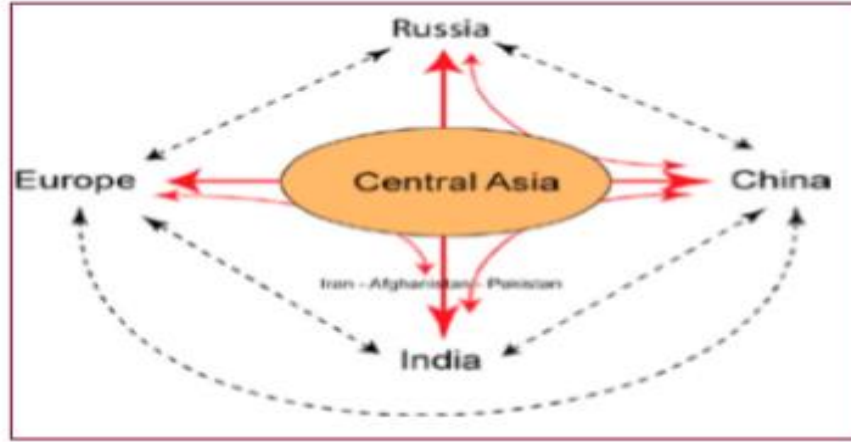 Russia
Europe
Central Asia
China
Iran - Afghanistan - Pakistan
India